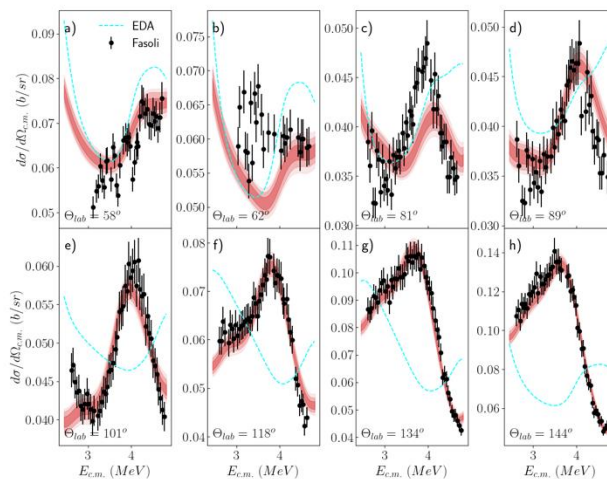 EDA
Fasoli
a)
b)
c)
d)
0.09
0.08
0.07
0.06
0.05
0.075
0.070
0.065
0.060
0.055
0.050
0.050
0.045
0.040
0.035
0.030
0.050
0.045
0.040
0.035
0.030
dσ/dΩc.m. (b/sr)
Θlab = 58°
Θlab = 62°
Θlab = 81°
Θlab = 89°
e)
f)
g)
h)
0.060
0.055
0.050
0.045
0.040
0.08
0.07
0.06
0.05
0.11
0.10
0.09
0.08
0.07
0.06
0.05
0.04
0.14
0.12
0.10
0.08
0.06
dσ/dΩc.m. (b/sr)
Θlab = 101°
Θlab = 118°
Θlab = 134°
Θlab = 144°
3 4
3 4
3 4
3 4
Ec.m. (MeV)
Ec.m. (MeV)
Ec.m. (MeV)
Ec.m. (MeV)